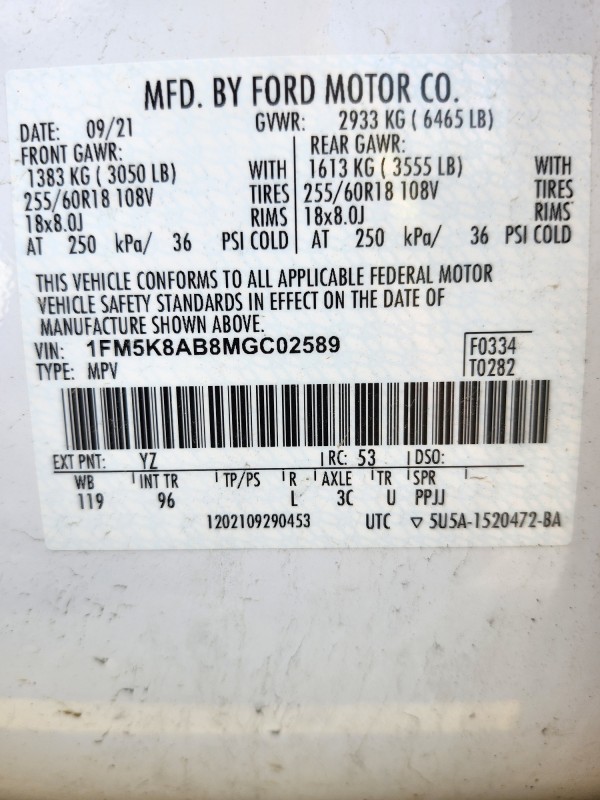 MFD. BY FORD MOTOR CO.
DATE: 09/21 GVWR: 2933 KG ( 6465 LB)
FRONT GAWR: REAR GAWR:
1383 KG ( 3050 LB) WITH 1613 KG ( 3555 LB) WITH
255/60R18 108V TIRES 255/60R18 108V TIRES
18x8.0J RIMS 18x8.0J RIMS
AT 250 kPa/ 36 PSI COLD AT 250 kPa/ 36 PSI COLD
THIS VEHICLE CONFORMS TO ALL APPLICABLE FEDERAL MOTOR
VEHICLE SAFETY STANDARDS IN EFFECT ON THE DATE OF
MANUFACTURE SHOWN ABOVE.
VIN: 1FM5K8AB8MGC02589 F0334
TYPE: MPV T0282
EXT PNT: YZ RC: 53 DSO:
WB INT TR TP/PS R AXLE TR SPR
119 96 L 3C U PPJJ
1202109290453 UTC ▽ 5U5A-1520472-BA